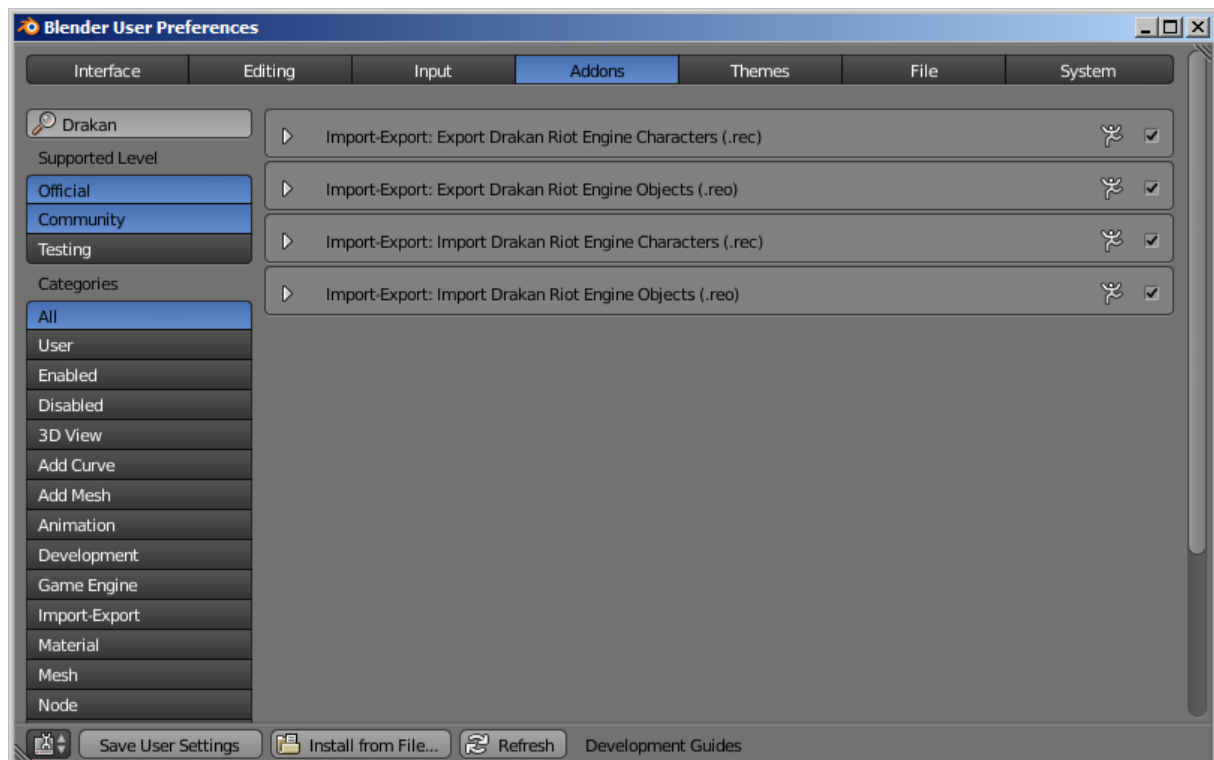 Blender User Preferences
Interface Editing Input Addons Themes File System
Drakan
Supported Level
Official
Community
Testing
Categories
All
User
Enabled
Disabled
3D View
Add Curve
Add Mesh
Animation
Development
Game Engine
Import-Export
Material
Mesh
Node
Import-Export: Export Drakan Riot Engine Characters (.rec)
Import-Export: Export Drakan Riot Engine Objects (.reo)
Import-Export: Import Drakan Riot Engine Characters (.rec)
Import-Export: Import Drakan Riot Engine Objects (.reo)
Save User Settings Install from File... Refresh Development Guides